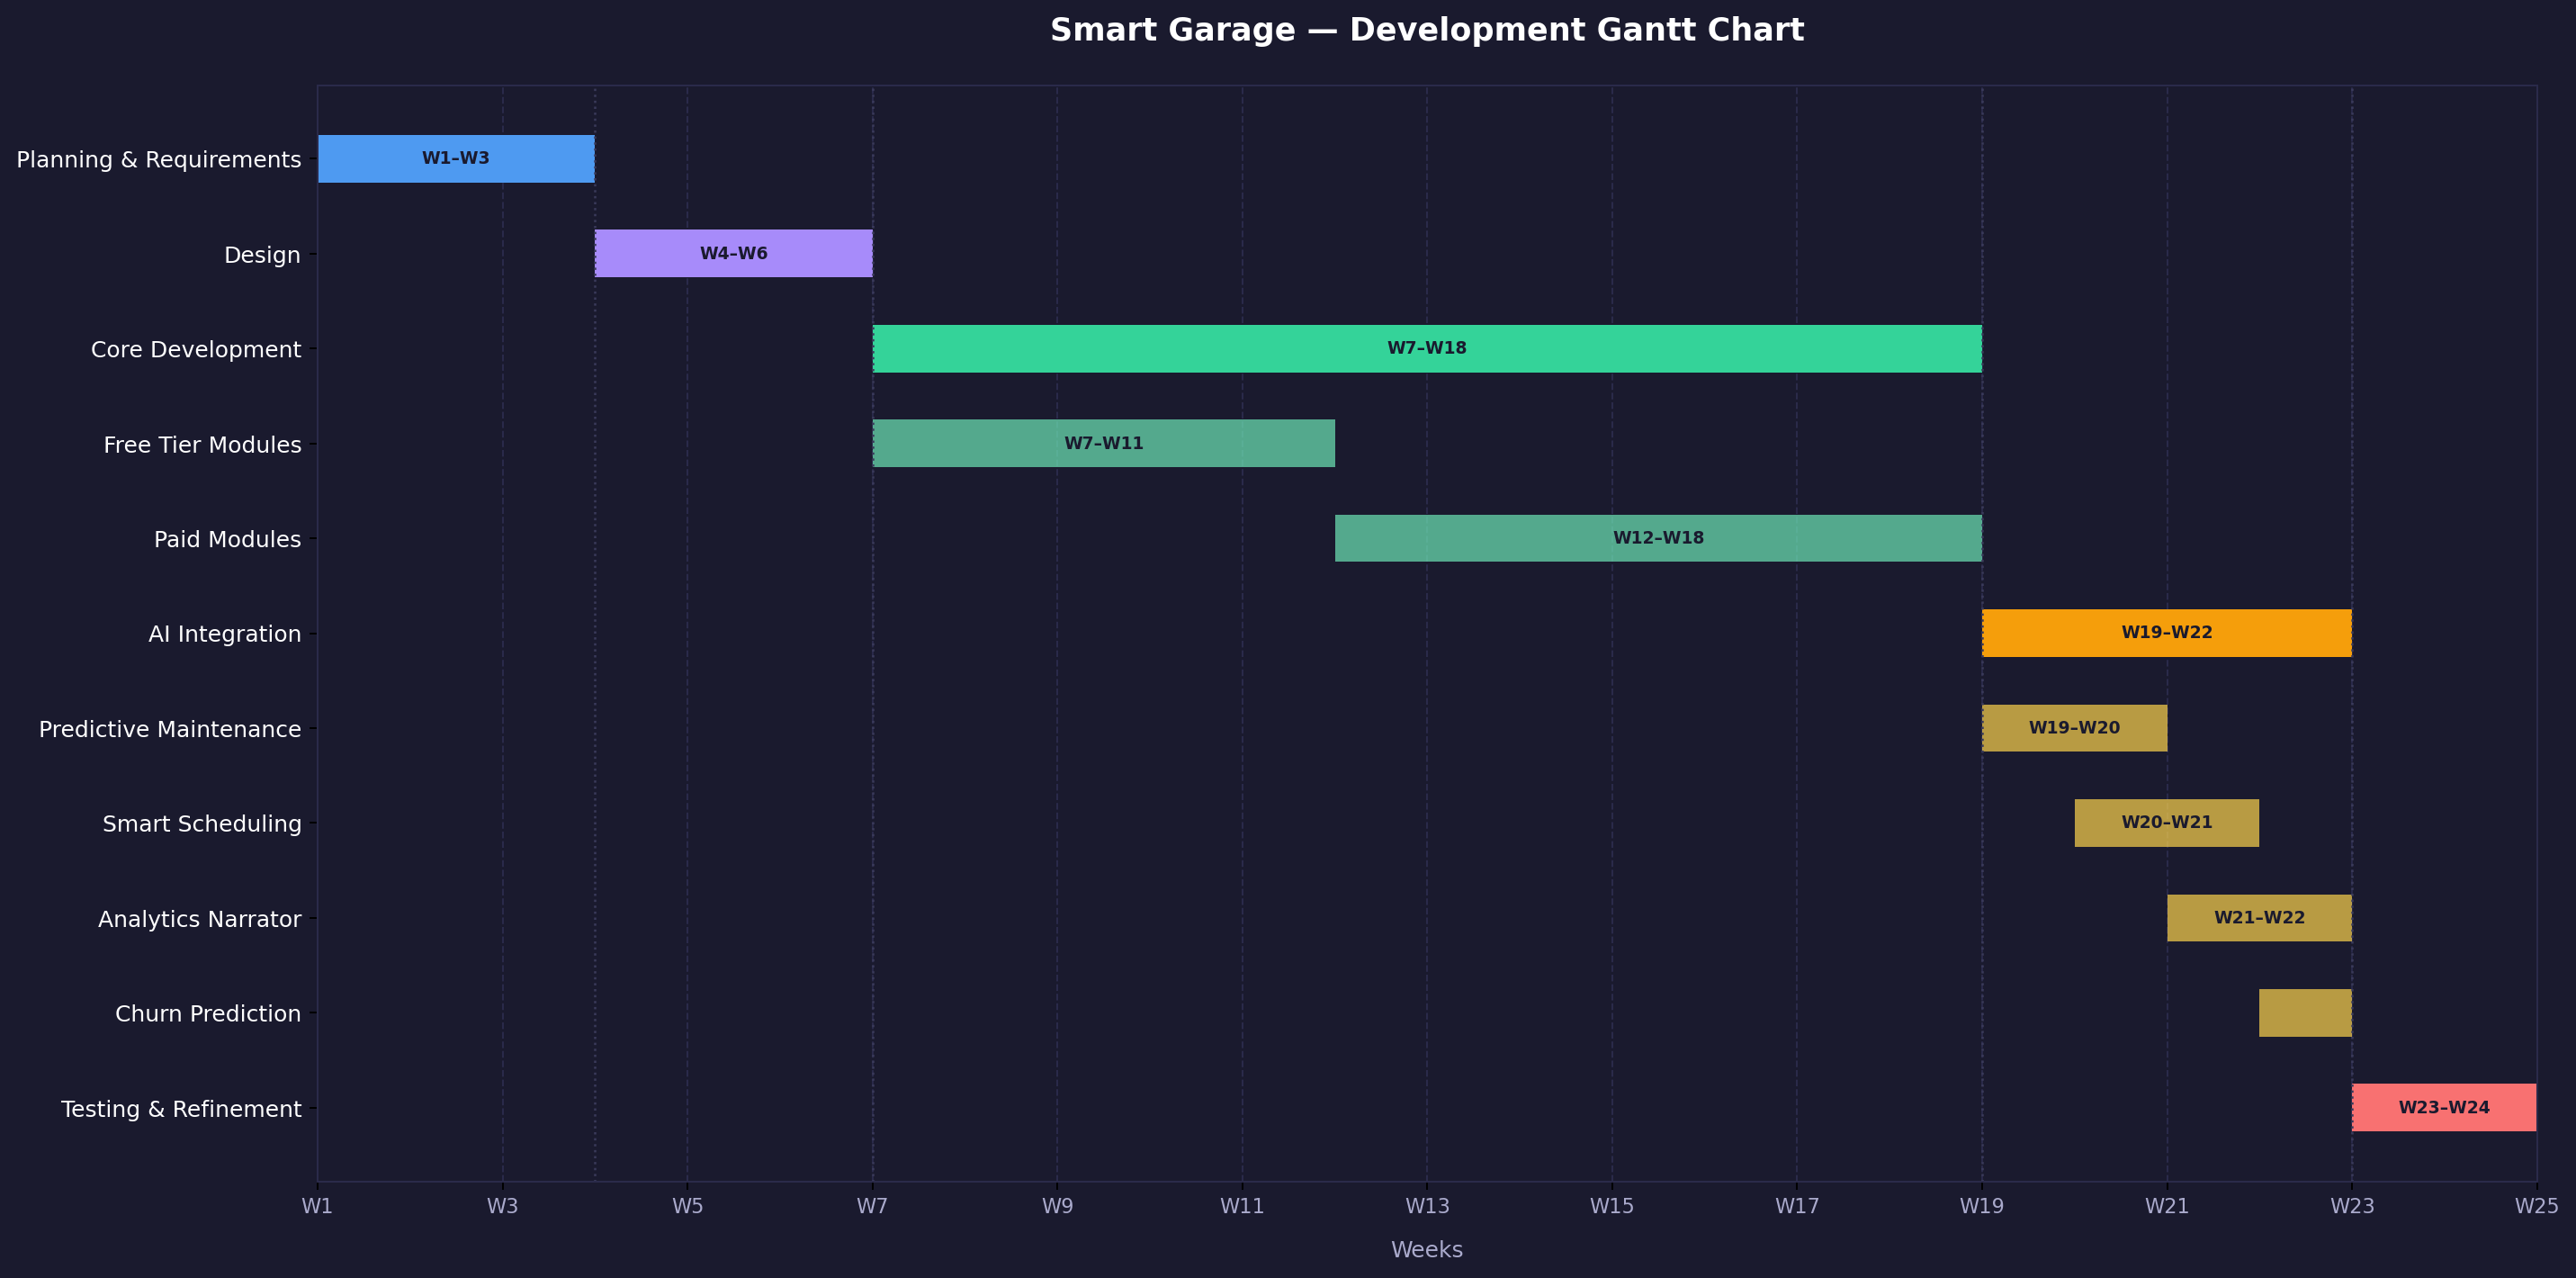 Smart Garage — Development Gantt Chart
Planning & Requirements
W1–W3
Design
W4–W6
Core Development
W7–W18
Free Tier Modules
W7–W11
Paid Modules
W12–W18
AI Integration
W19–W22
Predictive Maintenance
W19–W20
Smart Scheduling
W20–W21
Analytics Narrator
W21–W22
Churn Prediction
Testing & Refinement
W23–W24
W1 W3 W5 W7 W9 W11 W13 W15 W17 W19 W21 W23 W25
Weeks